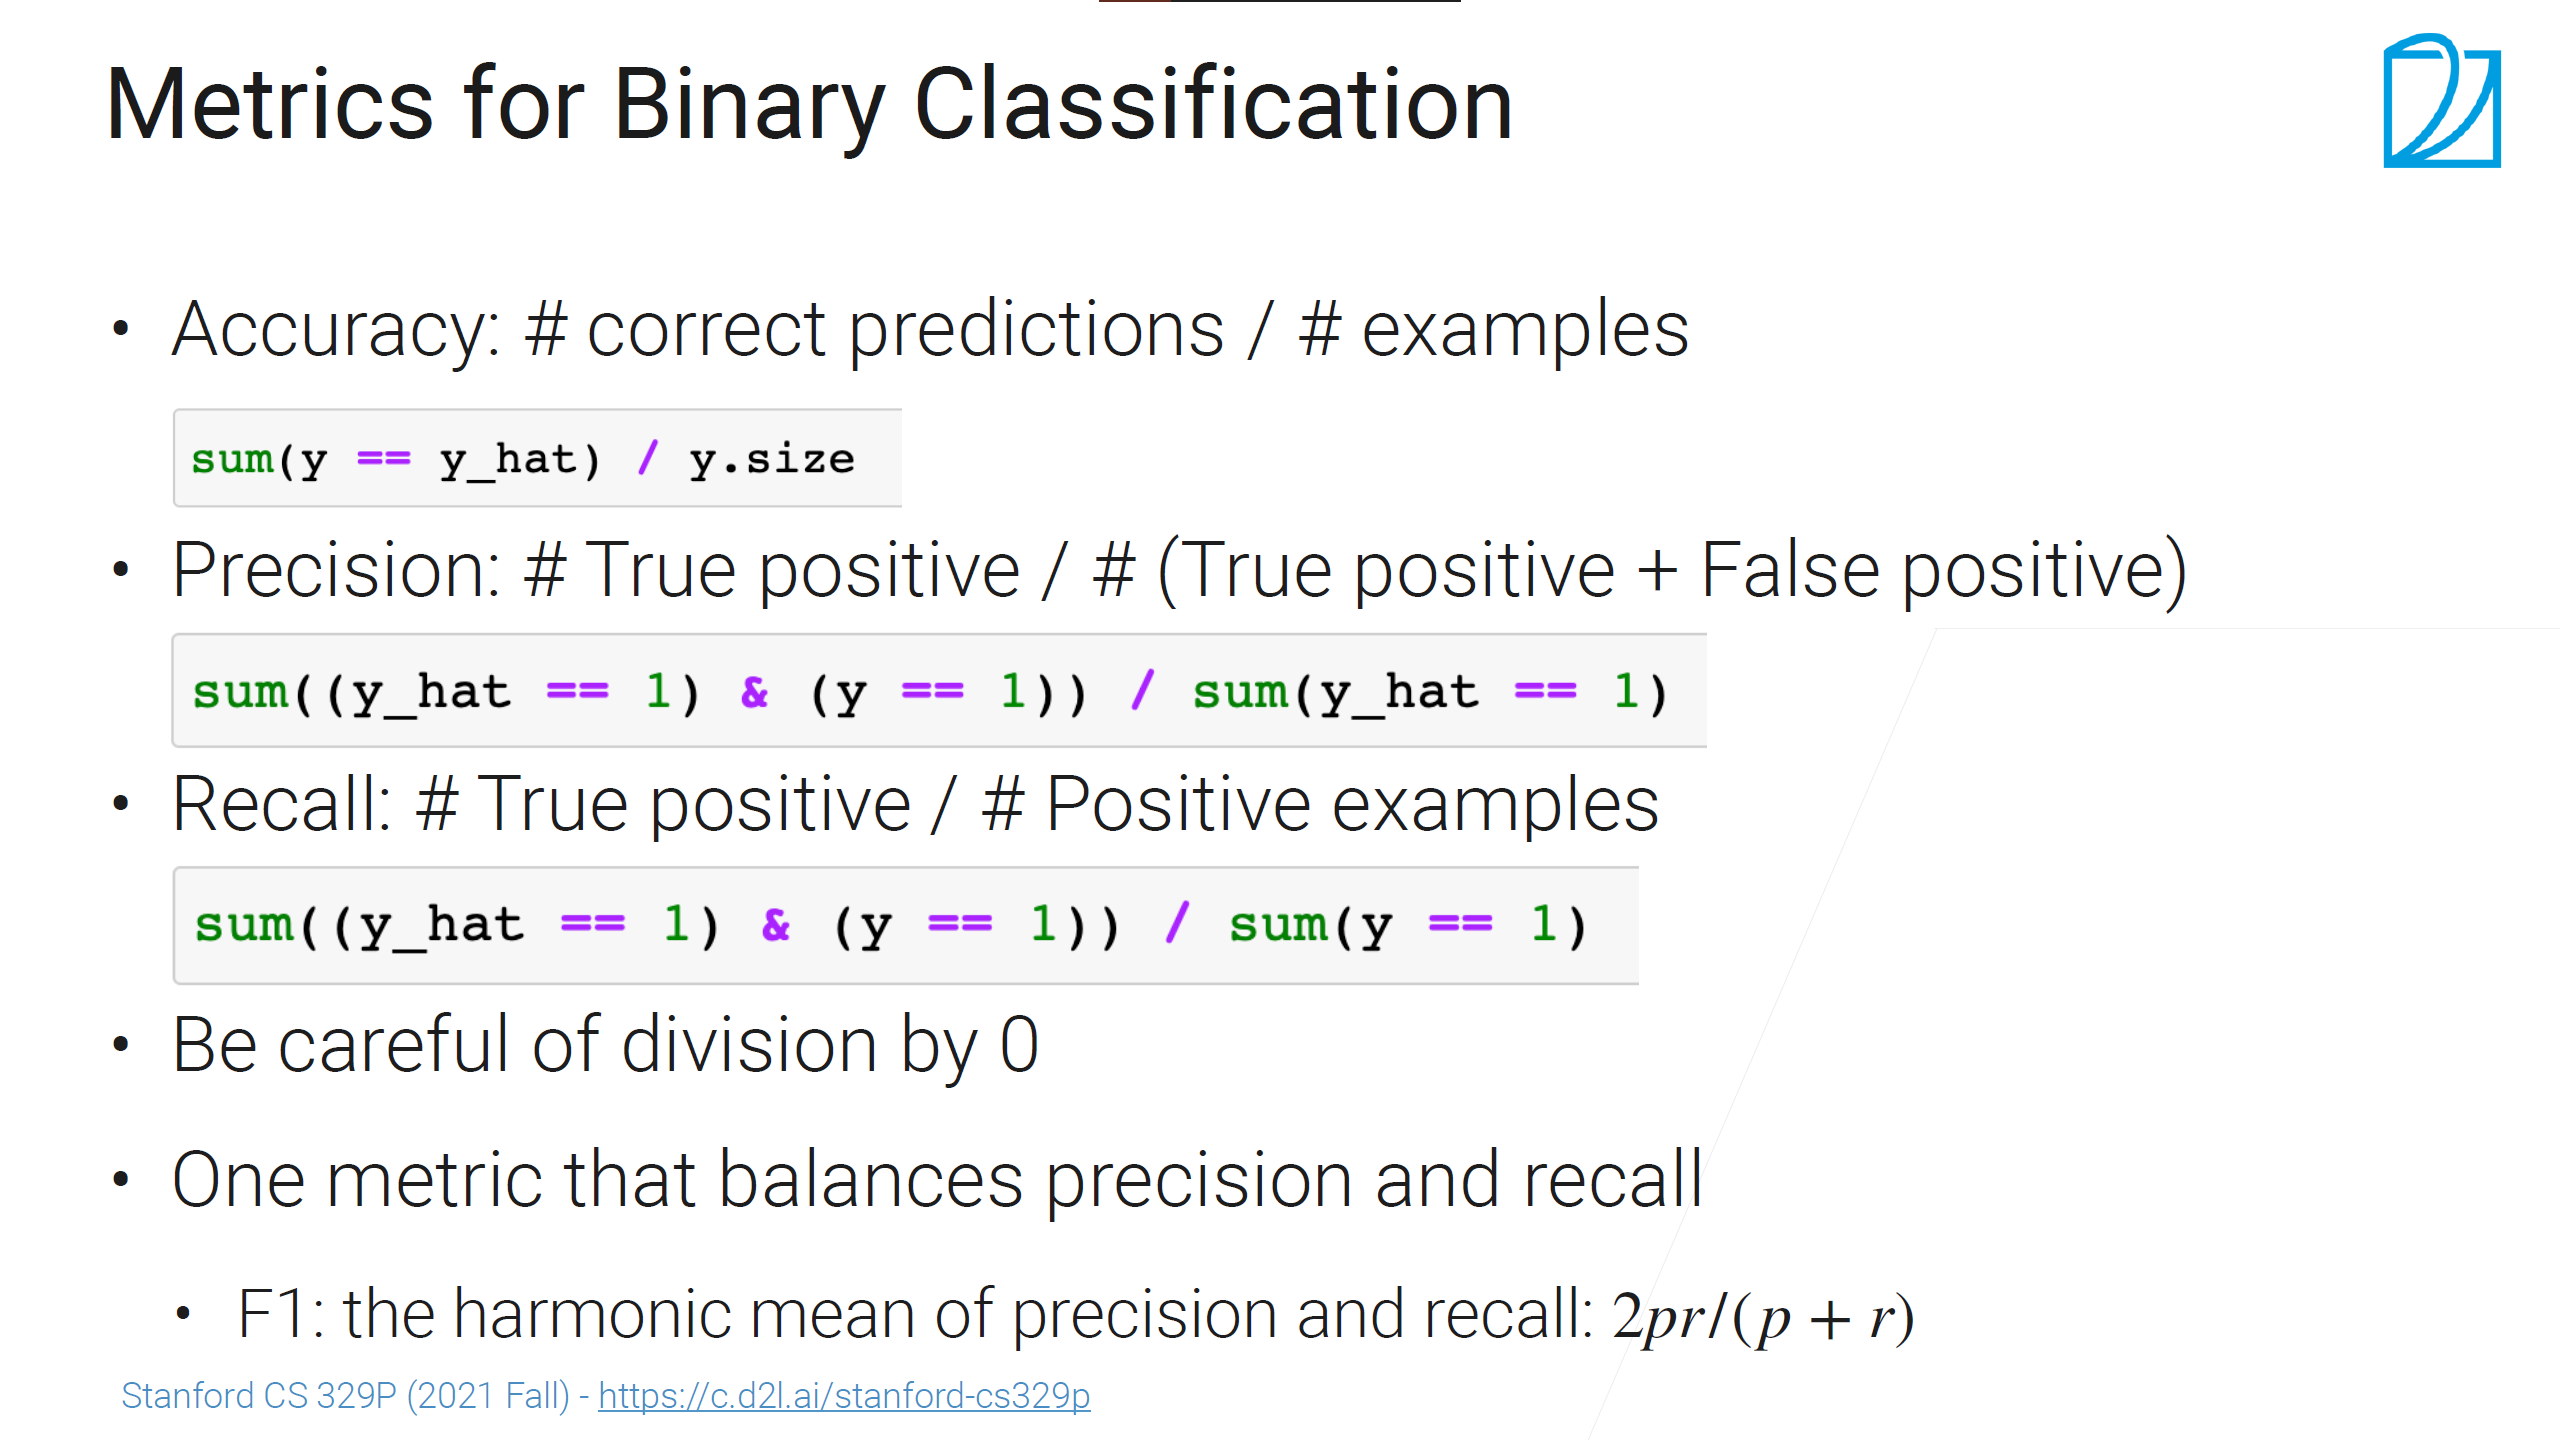 Metrics for Binary Classification
• Accuracy: # correct predictions / # examples
sum(y == y_hat) / y.size
• Precision: # True positive / # (True positive + False positive)
sum((y_hat == 1) & (y == 1)) / sum(y_hat == 1)
• Recall: # True positive / # Positive examples
sum((y_hat == 1) & (y == 1)) / sum(y == 1)
• Be careful of division by 0
• One metric that balances precision and recall
• F1: the harmonic mean of precision and recall: 2pr/(p + r)
Stanford CS 329P (2021 Fall) - https://c.d2l.ai/stanford-cs329p